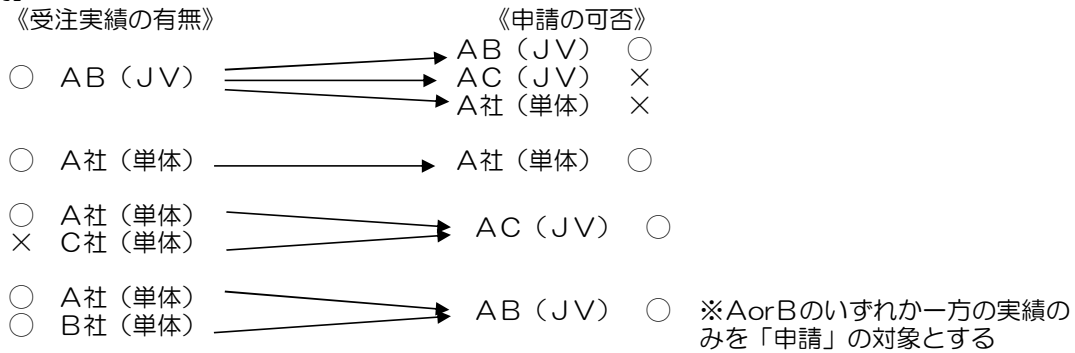 《受注実績の有無》 《申請の可否》
AB（JV） ○
○ AB（JV） AC（JV） ×
A社（単体） ×
○ A社（単体） A社（単体） ○
○ A社（単体）
AC（JV） ○
× C社（単体）
○ A社（単体）
AB（JV） ○ ※AorBのいずれか一方の実績の
○ B社（単体） みを「申請」の対象とする